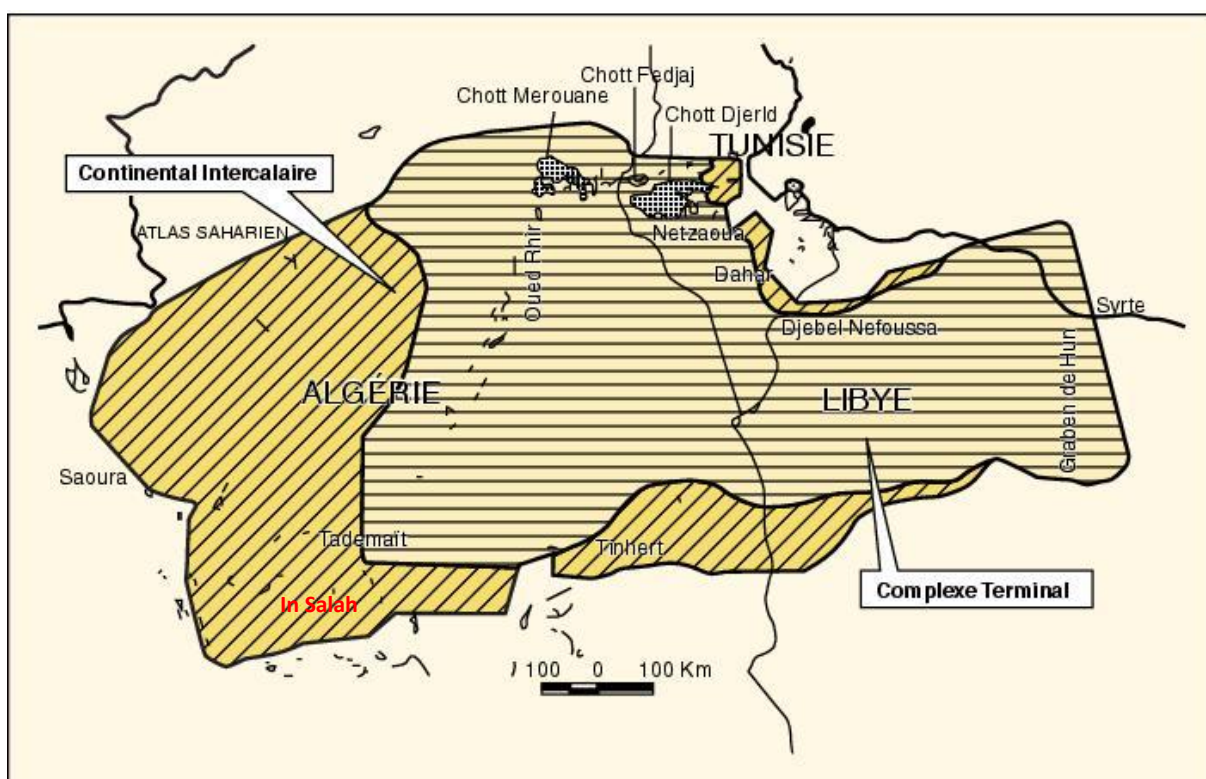 Chott Fedjaj
Chott Merouane
Chott Djerld
TUNISIE
Continental Intercalaire
ATLAS SAHARIEN
Oued Rhir
Netzaoua
Dahar
Djebel Nefoussa
Syrte
Graben de Hun
ALGÉRIE
LIBYE
Saoura
Tademaït
Tinhert
In Salah
Complexe Terminal
100 0 100 Km